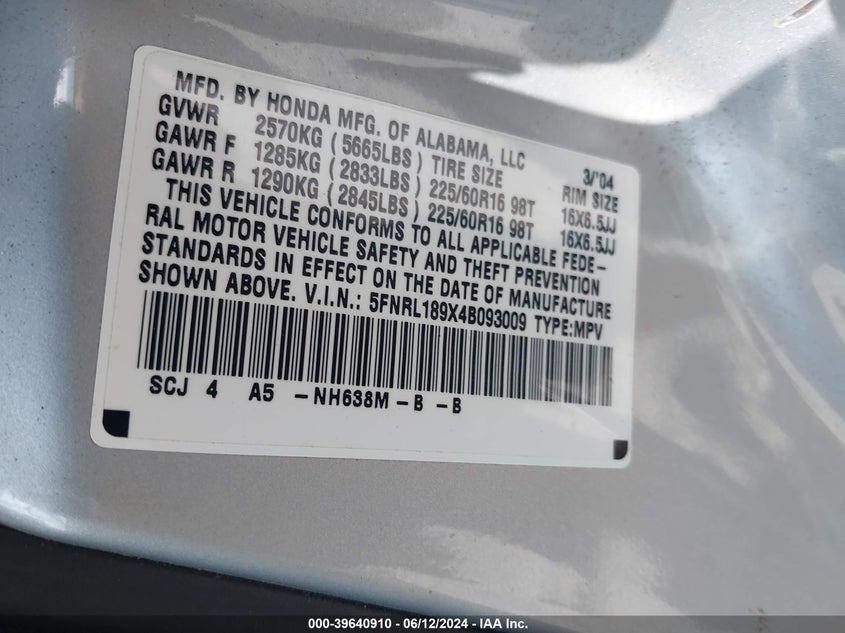 MFD. BY HONDA MFG. OF ALABAMA, LLC 3/'04
GVWR 2570KG ( 5665LBS ) TIRE SIZE RIM SIZE
GAWR F 1285KG ( 2833LBS ) 225/60R16 98T 16X6.5JJ
GAWR R 1290KG ( 2845LBS ) 225/60R16 98T 16X6.5JJ
THIS VEHICLE CONFORMS TO ALL APPLICABLE FEDE-
RAL MOTOR VEHICLE SAFETY AND THEFT PREVENTION
STANDARDS IN EFFECT ON THE DATE OF MANUFACTURE
SHOWN ABOVE. V.I.N.: 5FNRL189X4B093009 TYPE:MPV
SCJ 4 A5 -NH638M-B-B
000-39640910 / 06/12/2024 - IAA Inc.